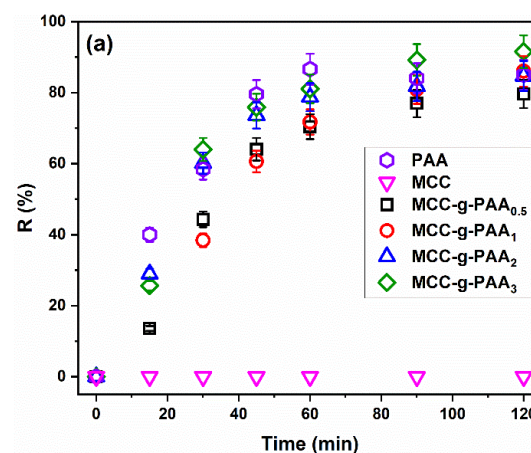 (a)
R (%)
100
80
60
40
20
0
PAA
MCC
MCC-g-PAA0.5
MCC-g-PAA1
MCC-g-PAA2
MCC-g-PAA3
0 20 40 60 80 100 120
Time (min)